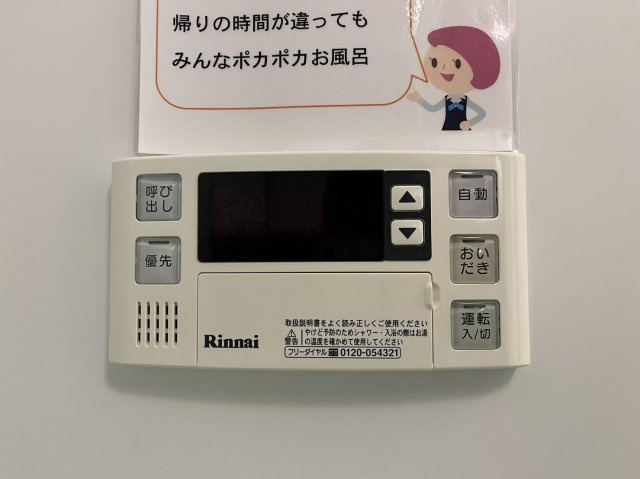 帰りの時間が違っても
みんなポカポカお風呂
呼び
出し
優先
▲
▼
自動
おい
だき
運転
入/切
Rinnai
取扱説明書をよく読み正しくご使用ください
警告
やけど予防のためシャワー・入浴の際はお湯
の温度を確かめて使用してください
フリーダイヤル 0120-054321